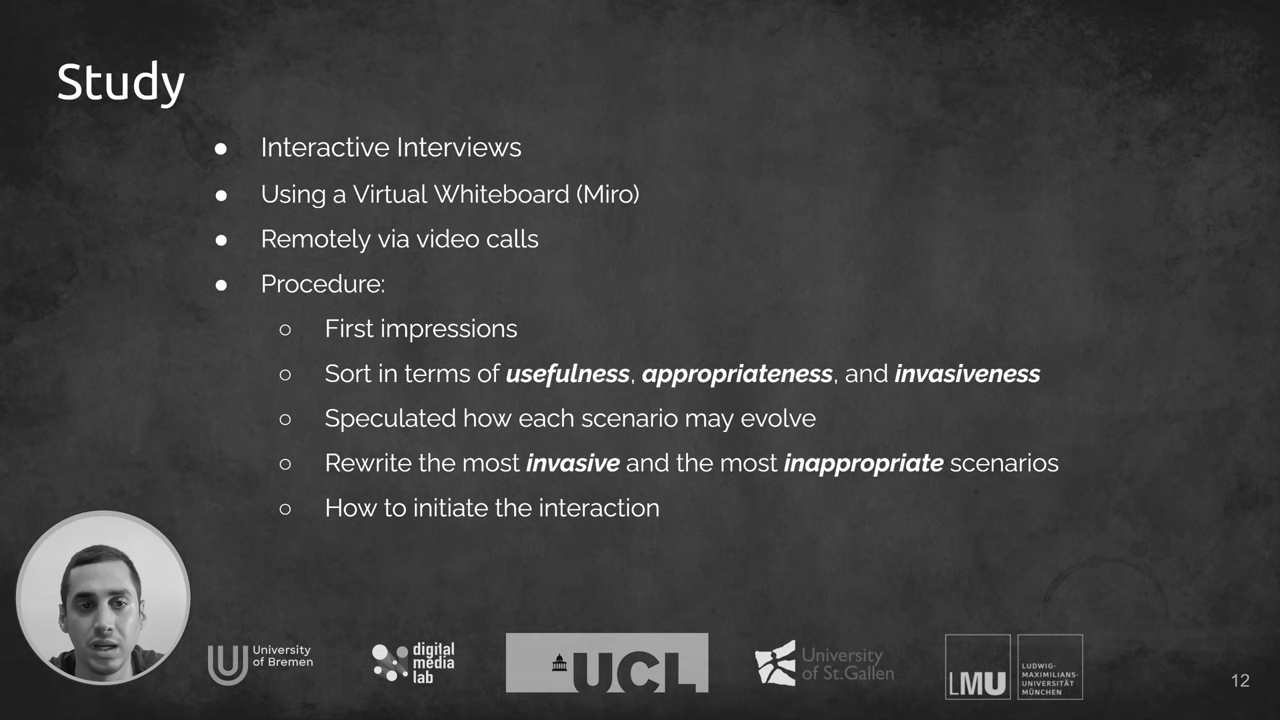 Study
● Interactive Interviews
● Using a Virtual Whiteboard (Miro)
● Remotely via video calls
● Procedure:
○ First impressions
○ Sort in terms of usefulness, appropriateness, and invasiveness
○ Speculated how each scenario may evolve
○ Rewrite the most invasive and the most inappropriate scenarios
○ How to initiate the interaction
University
of Bremen
digital
media
lab
UCL
University
of St.Gallen
LMU
LUDWIG-
MAXIMILIANS-
UNIVERSITÄT
MÜNCHEN
12